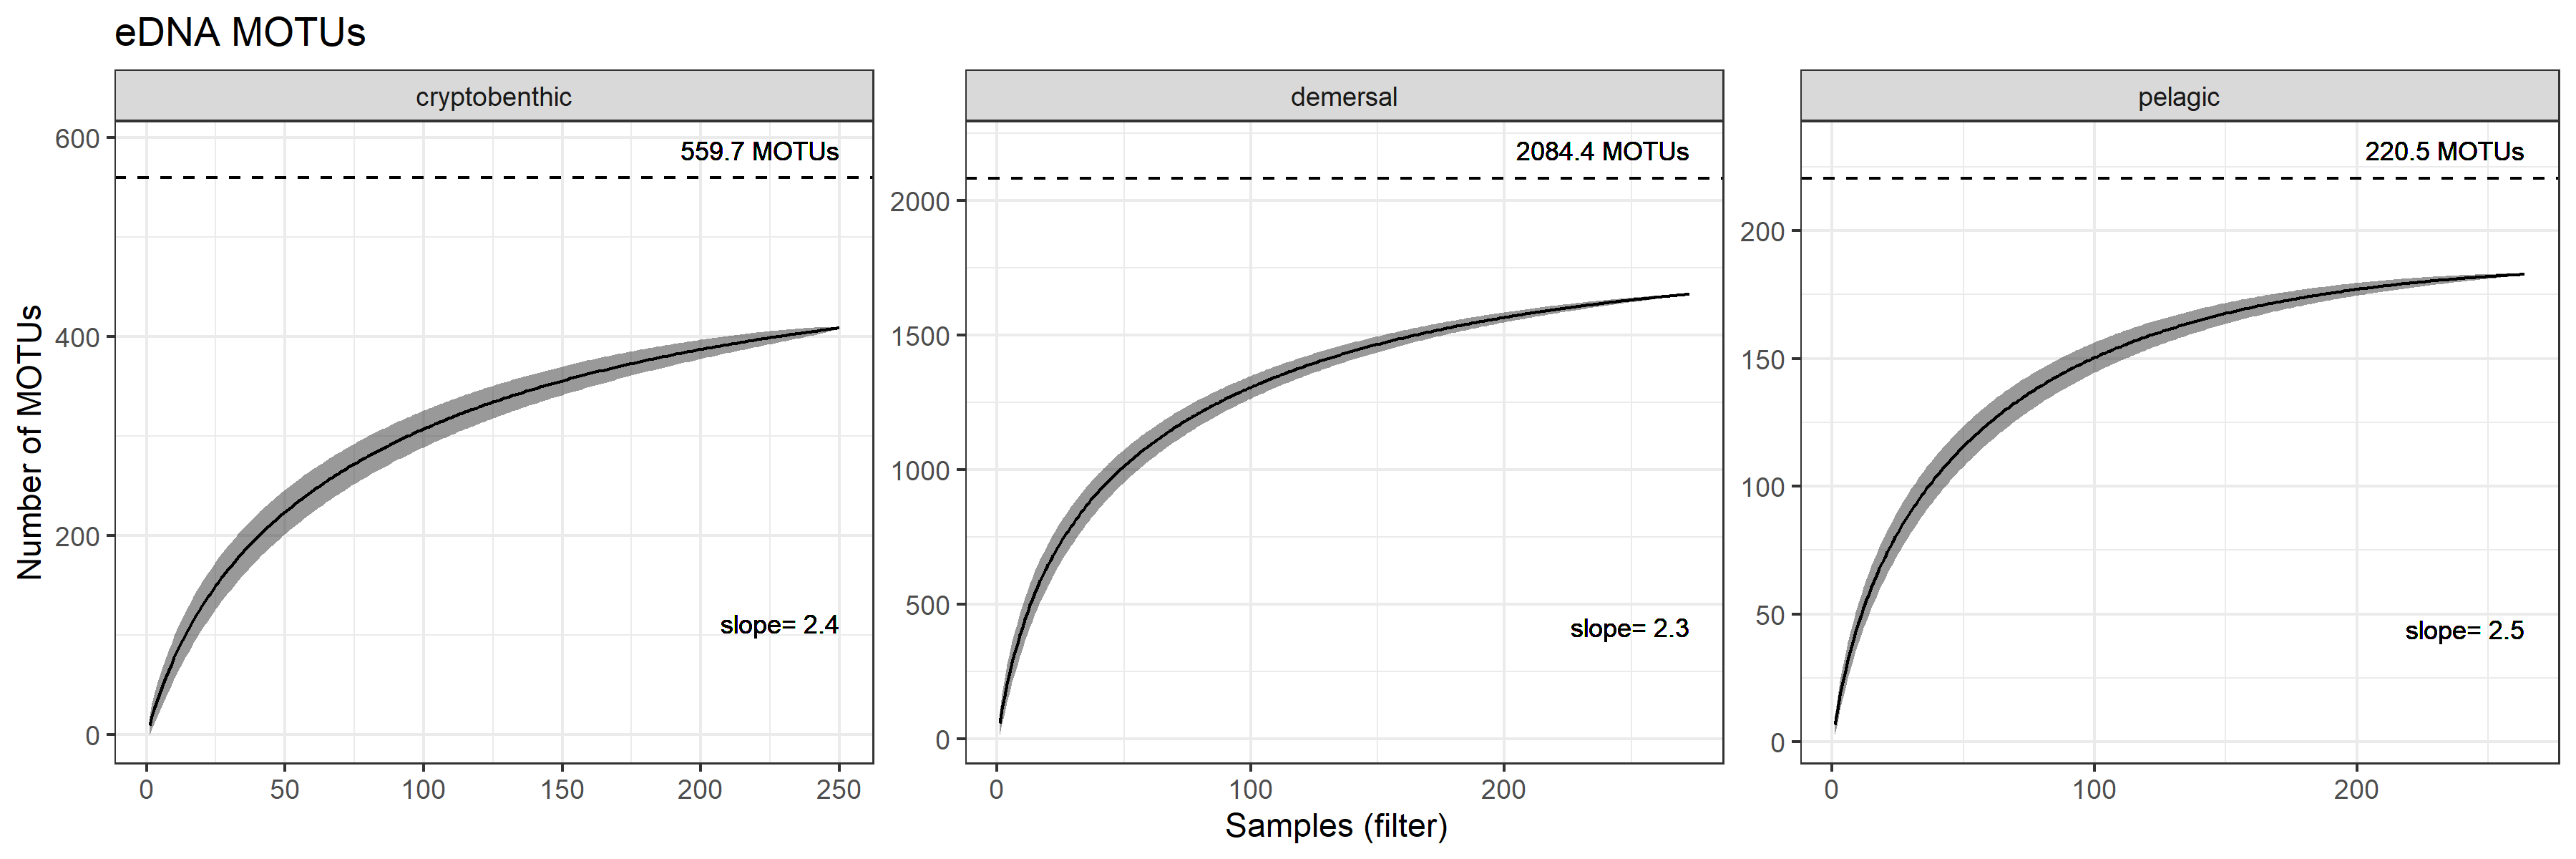 eDNA MOTUs
cryptobenthic
demersal
pelagic
Number of MOTUs
600
400
200
0
559.7 MOTUs
slope= 2.4
0 50 100 150 200 250
2000
1500
1000
500
0
2084.4 MOTUs
slope= 2.3
0 100 200
200
150
100
50
0
220.5 MOTUs
slope= 2.5
0 100 200
Samples (filter)